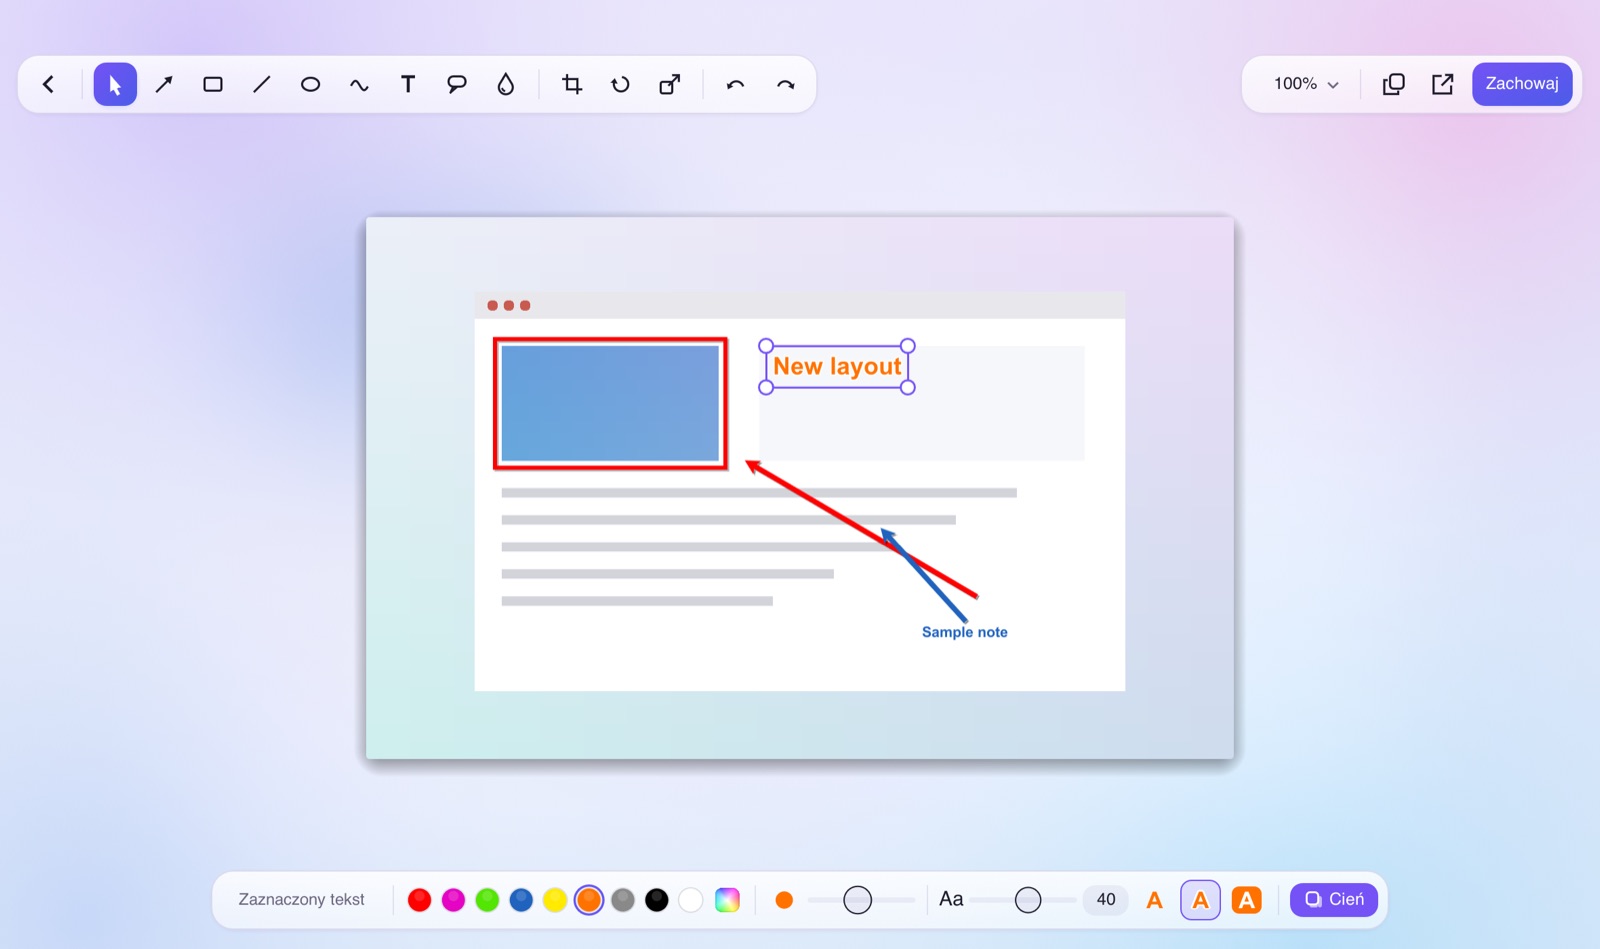 T
100%
Zachowaj
New layout
Sample note
Zaznaczony tekst
Aa
40
A
A
A
Cień